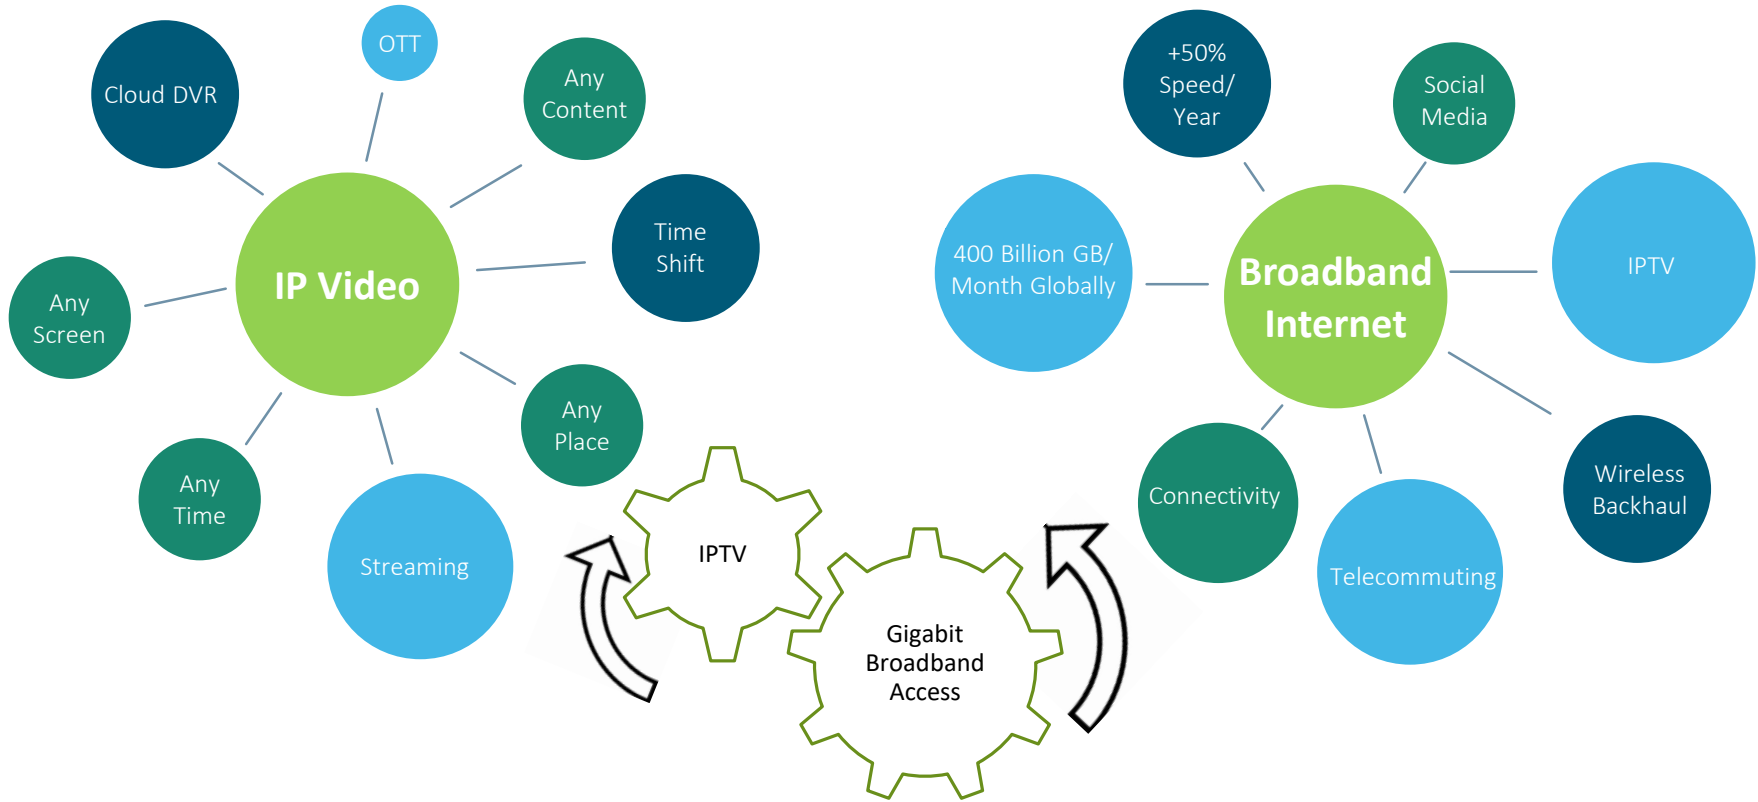 OTT
Cloud DVR
Any
Content
Time
Shift
IP Video
Any
Screen
Any
Place
Any
Time
Streaming
+50%
Speed/
Year
Social
Media
400 Billion GB/
Month Globally
Broadband
Internet
IPTV
Connectivity
Wireless
Backhaul
Telecommuting
IPTV
Gigabit
Broadband
Access